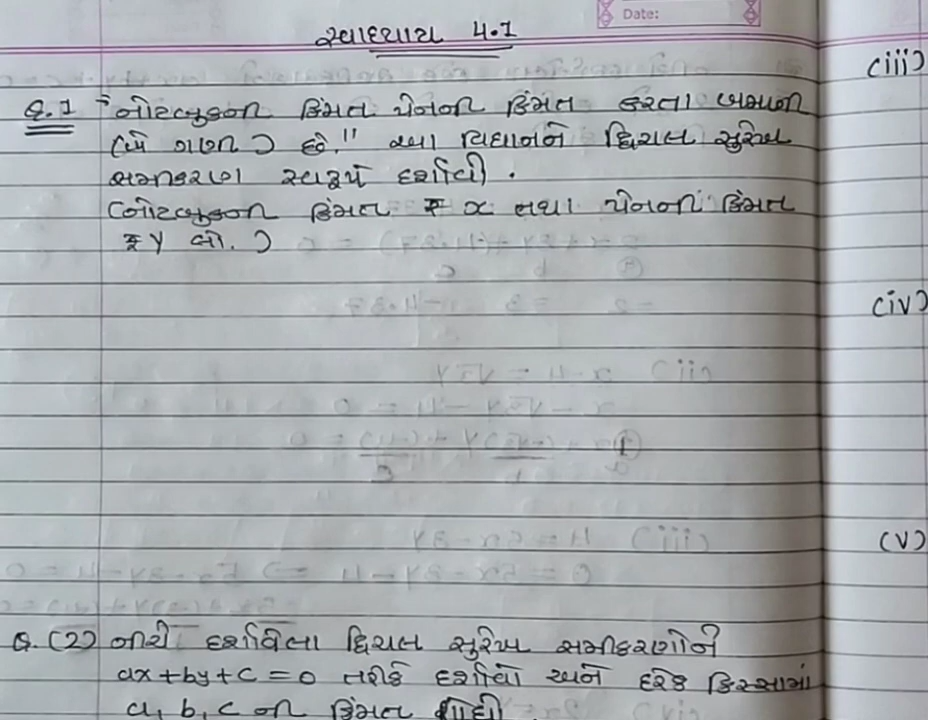 Date:
સ્વાધ્યાય 4.1
(iii)
Q.1 "નોટબુકની કિંમત પેનની કિંમત કરતાં બમણી
(બે ગણી) છે." આ વિધાનને દ્વિચલ સુરેખ
સમીકરણ સ્વરૂપે દર્શાવો.
(નોટબુકની કિંમત ₹ x તથા પેનની કિંમત
₹ y લો.)
(iv)
(v)
Q.(2) નીચે દર્શાવેલા દ્વિચલ સુરેખ સમીકરણોને
ax+by+c=0 તરીકે દર્શાવો અને દરેક કિસ્સામાં
a, b, c ની કિંમત શોધો